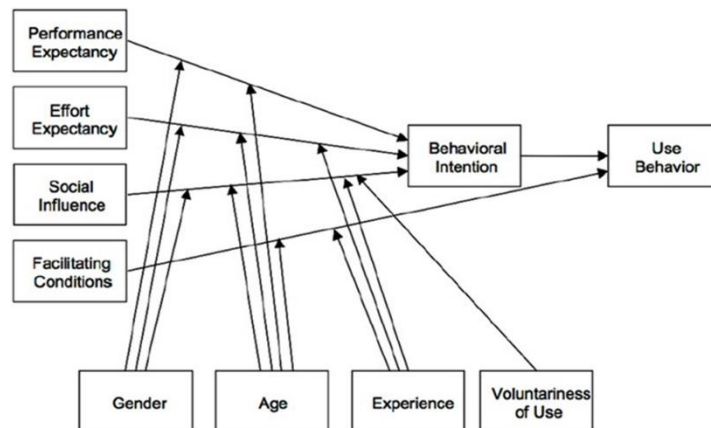 Performance
Expectancy
Effort
Expectancy
Social
Influence
Facilitating
Conditions
Behavioral
Intention
Use
Behavior
Gender
Age
Experience
Voluntariness
of Use